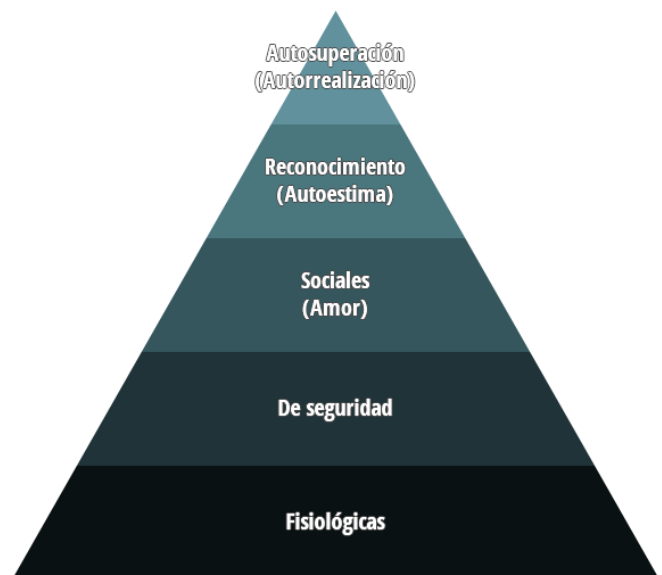 Autosuperación
(Autorrealización)
Reconocimiento
(Autoestima)
Sociales
(Amor)
De seguridad
Fisiológicas